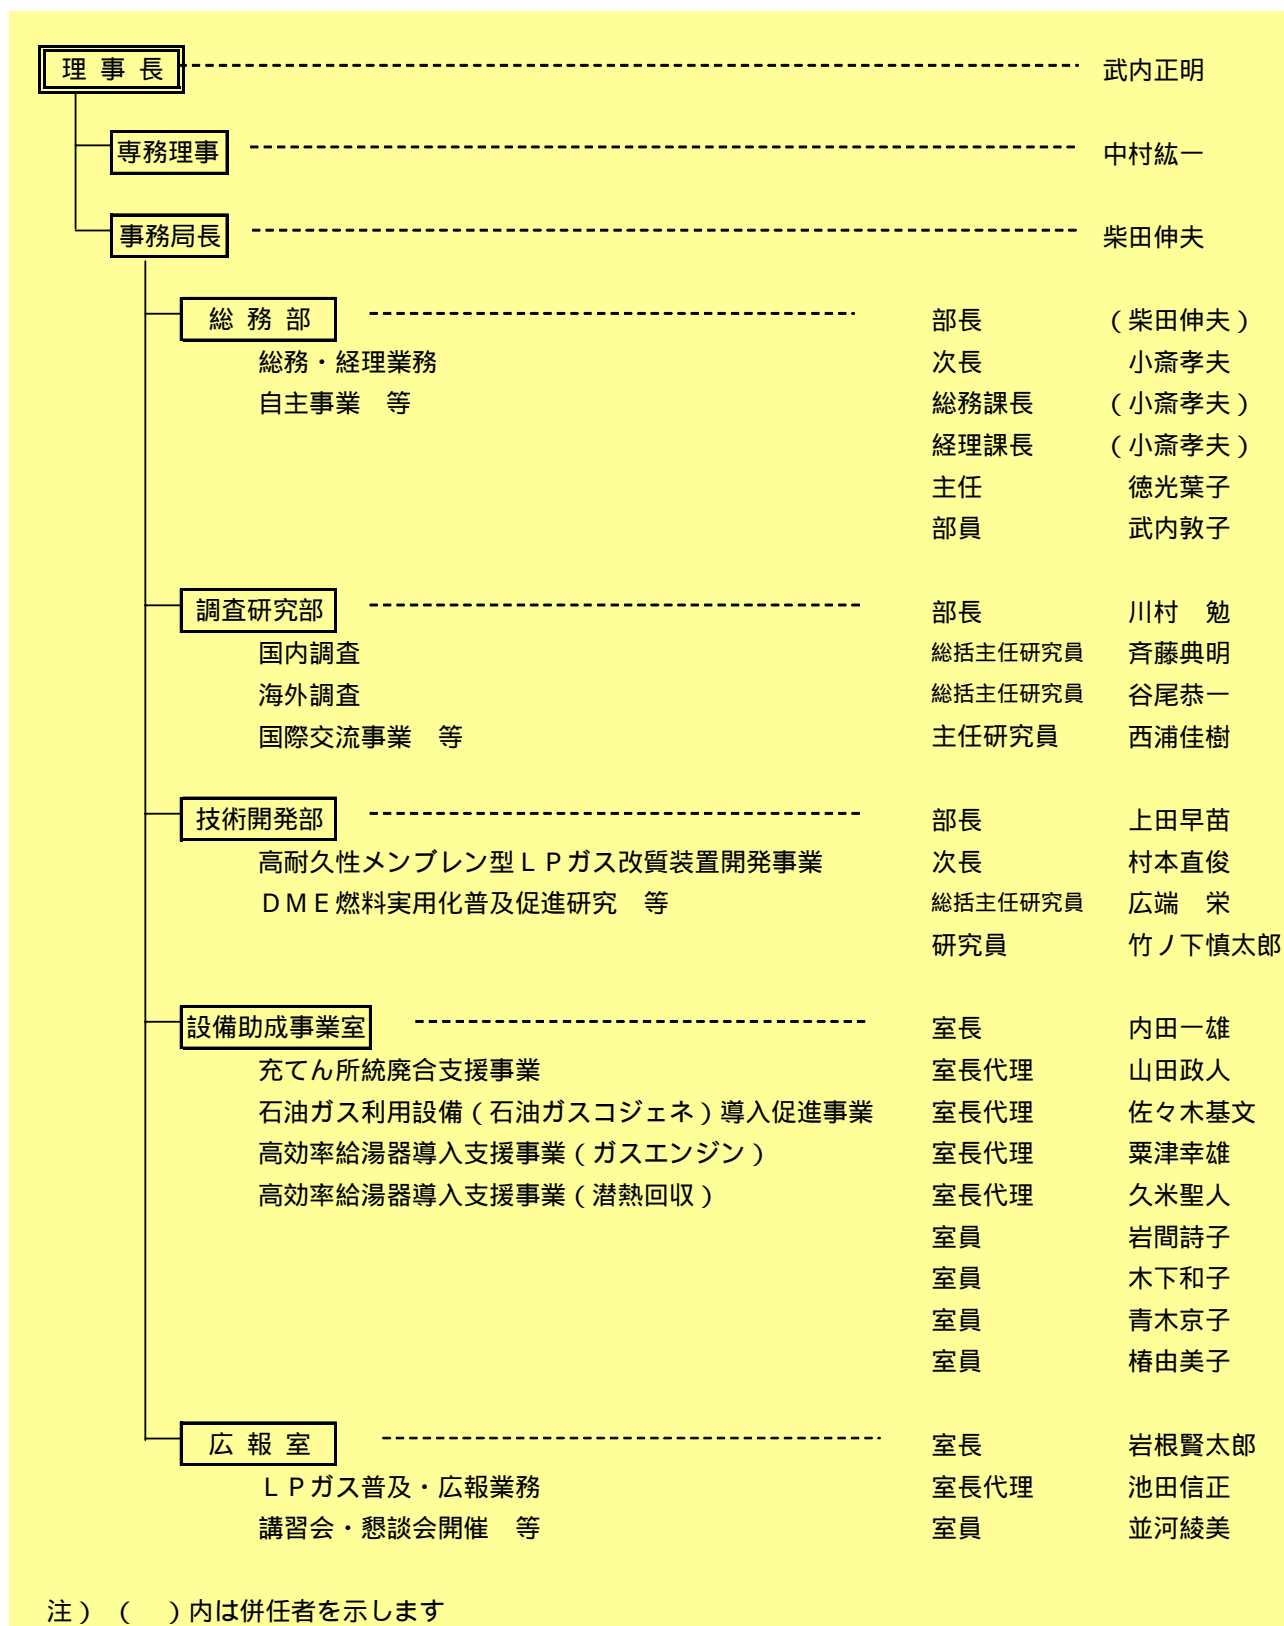 理 事 長 武内正明
専務理事 中村紘一
事務局長 柴田伸夫
総 務 部 部長 （柴田伸夫）
総務・経理業務 次長 小斎孝夫
自主事業　等 総務課長 （小斎孝夫）
経理課長 （小斎孝夫）
主任 徳光葉子
部員 武内敦子
調査研究部 部長 川村　勉
国内調査 総括主任研究員 斉藤典明
海外調査 総括主任研究員 谷尾恭一
国際交流事業　等 主任研究員 西浦佳樹
技術開発部 部長 上田早苗
高耐久性メンブレン型ＬＰガス改質装置開発事業 次長 村本直俊
ＤＭＥ燃料実用化普及促進研究　等 総括主任研究員 広端　栄
研究員 竹ノ下慎太郎
設備助成事業室 室長 内田一雄
充てん所統廃合支援事業 室長代理 山田政人
石油ガス利用設備（石油ガスコジェネ）導入促進事業 室長代理 佐々木基文
高効率給湯器導入支援事業（ガスエンジン） 室長代理 粟津幸雄
高効率給湯器導入支援事業（潜熱回収） 室長代理 久米聖人
室員 岩間詩子
室員 木下和子
室員 青木京子
室員 椿由美子
広 報 室 室長 岩根賢太郎
ＬＰガス普及・広報業務 室長代理 池田信正
講習会・懇談会開催　等 室員 並河綾美
注）（　）内は併任者を示します